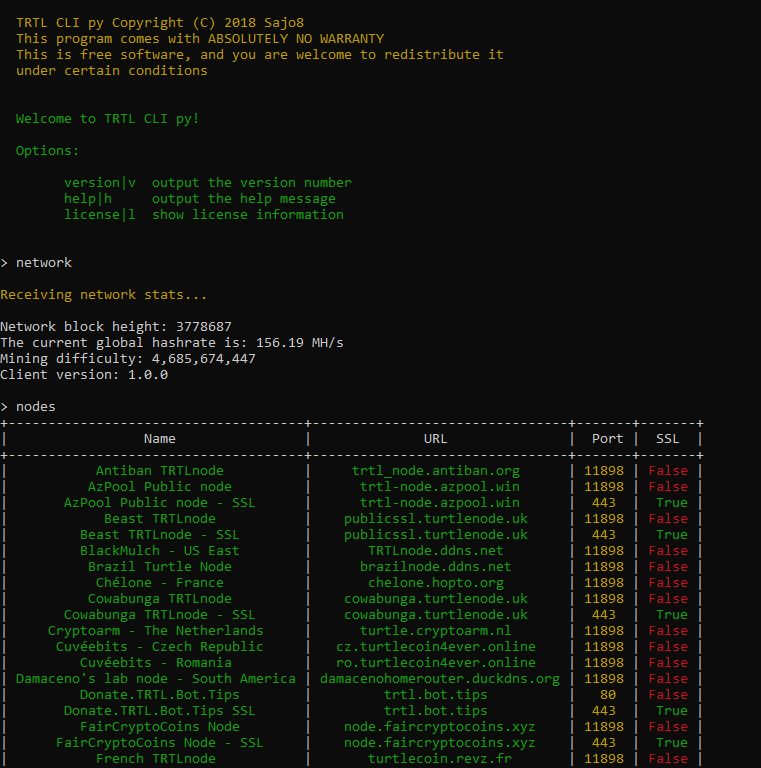 TRTL CLI py Copyright (C) 2018 Sajo8
This program comes with ABSOLUTELY NO WARRANTY
This is free software, and you are welcome to redistribute it
under certain conditions
Welcome to TRTL CLI py!
Options:
version|v output the version number
help|h output the help message
license|l show license information
> network
Receiving network stats...
Network block height: 3778687
The current global hashrate is: 156.19 MH/s
Mining difficulty: 4,685,674,447
Client version: 1.0.0
> nodes
+-------------------------------------+--------------------------------+-------+-------+
| Name | URL | Port | SSL |
+-------------------------------------+--------------------------------+-------+-------+
| Antiban TRTLnode | trtl_node.antiban.org | 11898 | False |
| AzPool Public node | trtl-node.azpool.win | 11898 | False |
| AzPool Public node - SSL | trtl-node.azpool.win | 443 | True |
| Beast TRTLnode | publicssl.turtlenode.uk | 11898 | False |
| Beast TRTLnode - SSL | publicssl.turtlenode.uk | 443 | True |
| BlackMulch - US East | TRTLnode.ddns.net | 11898 | False |
| Brazil Turtle Node | brazilnode.ddns.net | 11898 | False |
| Chélone - France | chelone.hopto.org | 11898 | False |
| Cowabunga TRTLnode | cowabunga.turtlenode.uk | 11898 | False |
| Cowabunga TRTLnode - SSL | cowabunga.turtlenode.uk | 443 | True |
| Cryptoarm - The Netherlands | turtle.cryptoarm.nl | 11898 | False |
| Cuvéebits - Czech Republic | cz.turtlecoin4ever.online | 11898 | False |
| Cuvéebits - Romania | ro.turtlecoin4ever.online | 11898 | False |
| Damaceno's lab node - South America | damacenohomerouter.duckdns.org | 11898 | False |
| Donate.TRTL.Bot.Tips | trtl.bot.tips | 80 | False |
| Donate.TRTL.Bot.Tips SSL | trtl.bot.tips | 443 | True |
| FairCryptoCoins Node | node.faircryptocoins.xyz | 11898 | False |
| FairCryptoCoins Node - SSL | node.faircryptocoins.xyz | 443 | True |
| French TRTLnode | turtlecoin.revz.fr | 11898 | False |